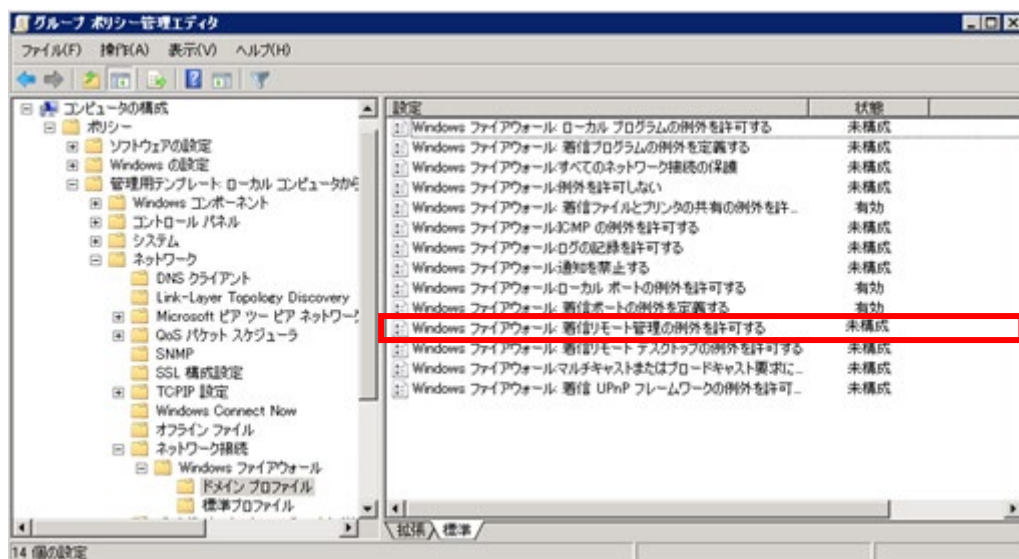 グループ ポリシー管理エディタ
ファイル(F) 操作(A) 表示(V) ヘルプ(H)
コンピュータの構成
ポリシー
ソフトウェアの設定
Windows の設定
管理用テンプレート: ローカル コンピュータから
Windows コンポーネント
コントロール パネル
システム
ネットワーク
DNS クライアント
Link-Layer Topology Discovery
Microsoft ピア ツー ピア ネットワーク
QoS パケット スケジューラ
SNMP
SSL 構成設定
TCPIP 設定
Windows Connect Now
オフライン ファイル
ネットワーク接続
Windows ファイアウォール
ドメイン プロファイル
標準プロファイル
設定 状態
Windows ファイアウォール: ローカル プログラムの例外を許可する 未構成
Windows ファイアウォール: 着信プログラムの例外を定義する 未構成
Windows ファイアウォール:すべてのネットワーク接続の保護 未構成
Windows ファイアウォール:例外を許可しない 未構成
Windows ファイアウォール: 着信ファイルとプリンタの共有の例外を許... 有効
Windows ファイアウォール:ICMP の例外を許可する 未構成
Windows ファイアウォール:ログの記録を許可する 未構成
Windows ファイアウォール:通知を禁止する 未構成
Windows ファイアウォール:ローカル ポートの例外を許可する 有効
Windows ファイアウォール: 着信ポートの例外を定義する 有効
Windows ファイアウォール: 着信リモート管理の例外を許可する 未構成
Windows ファイアウォール: 着信リモート デスクトップの例外を許可する 未構成
Windows ファイアウォール:マルチキャストまたはブロードキャスト要求に... 未構成
Windows ファイアウォール: 着信 UPnP フレームワークの例外を許可... 未構成
拡張 標準
14 個の設定